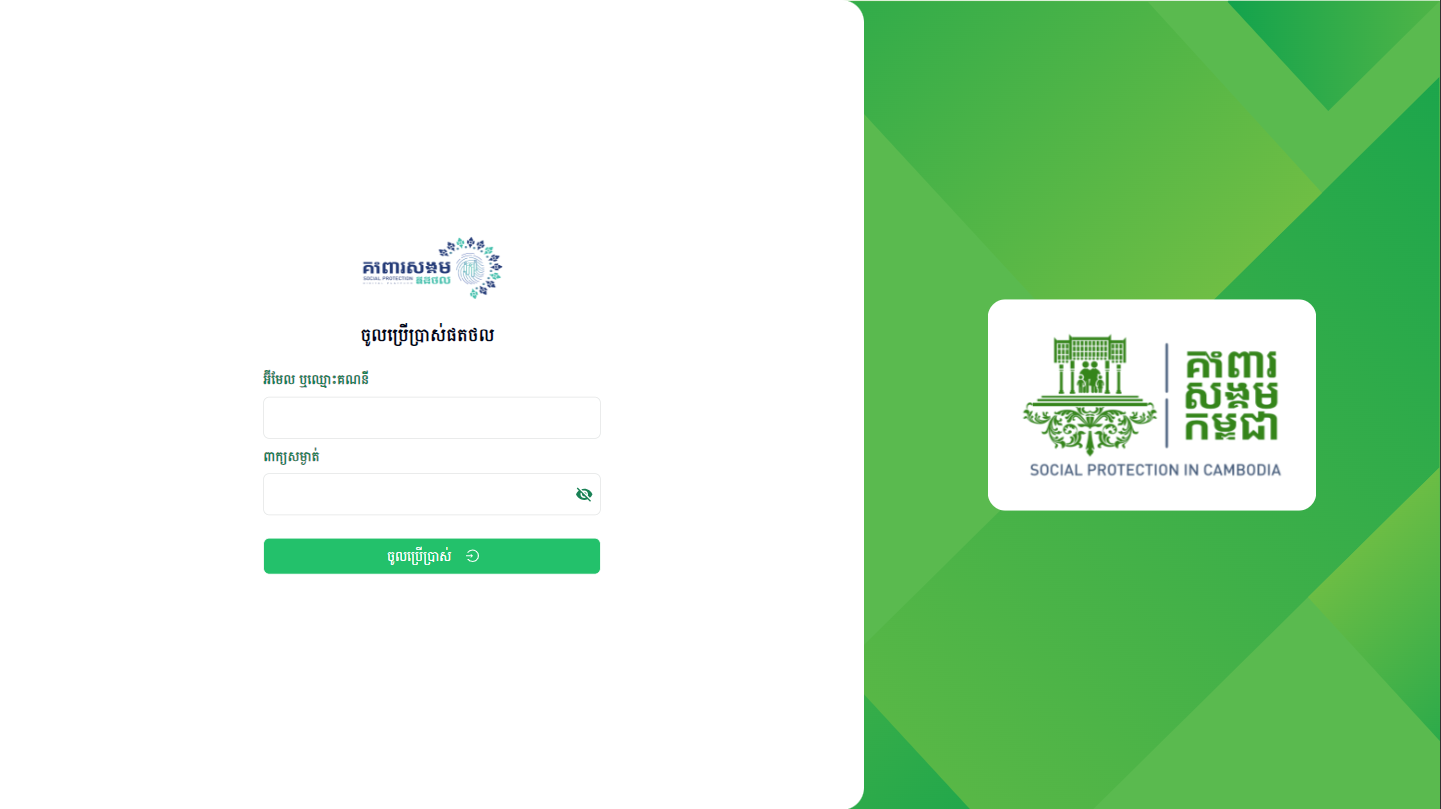 គាំពារសង្គម
SOCIAL PROTECTION
ឌីជីថល
ចូលប្រើប្រាស់ផតថល
អ៊ីមែល ឬឈ្មោះគណនី
ពាក្យសម្ងាត់
ចូលប្រើប្រាស់
គាំពារ
សង្គម
កម្ពុជា
SOCIAL PROTECTION IN CAMBODIA